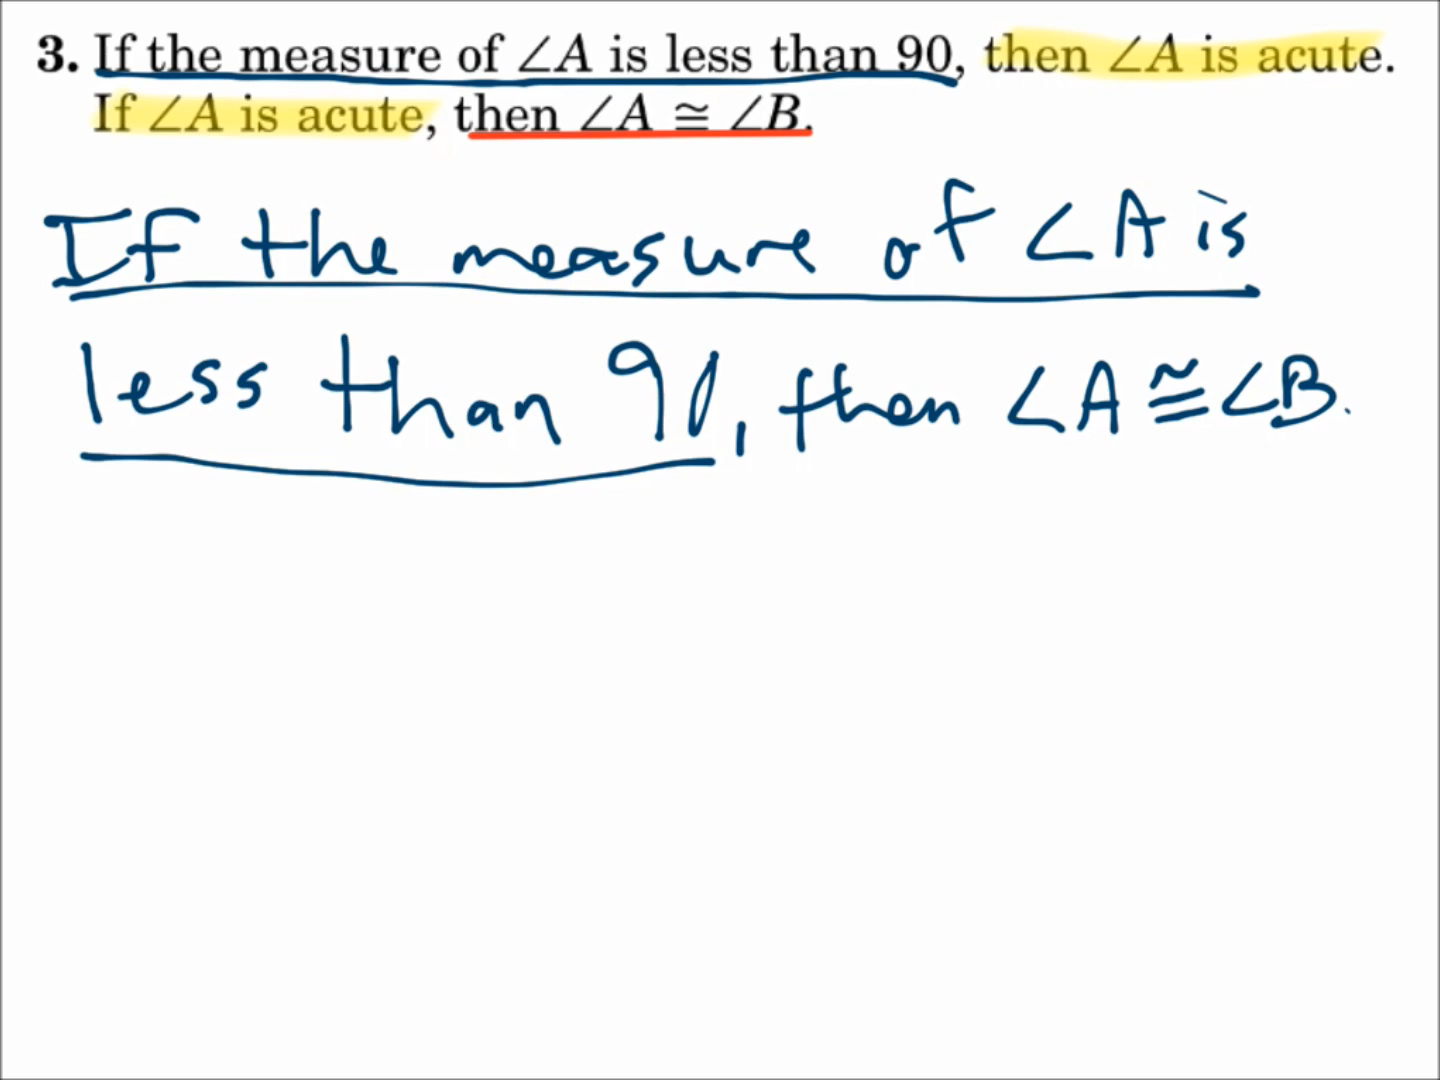 3. If the measure of ∠A is less than 90, then ∠A is acute.
If ∠A is acute, then ∠A ≅ ∠B.
If the measure of ∠A is
less than 90, then ∠A ≅ ∠B.